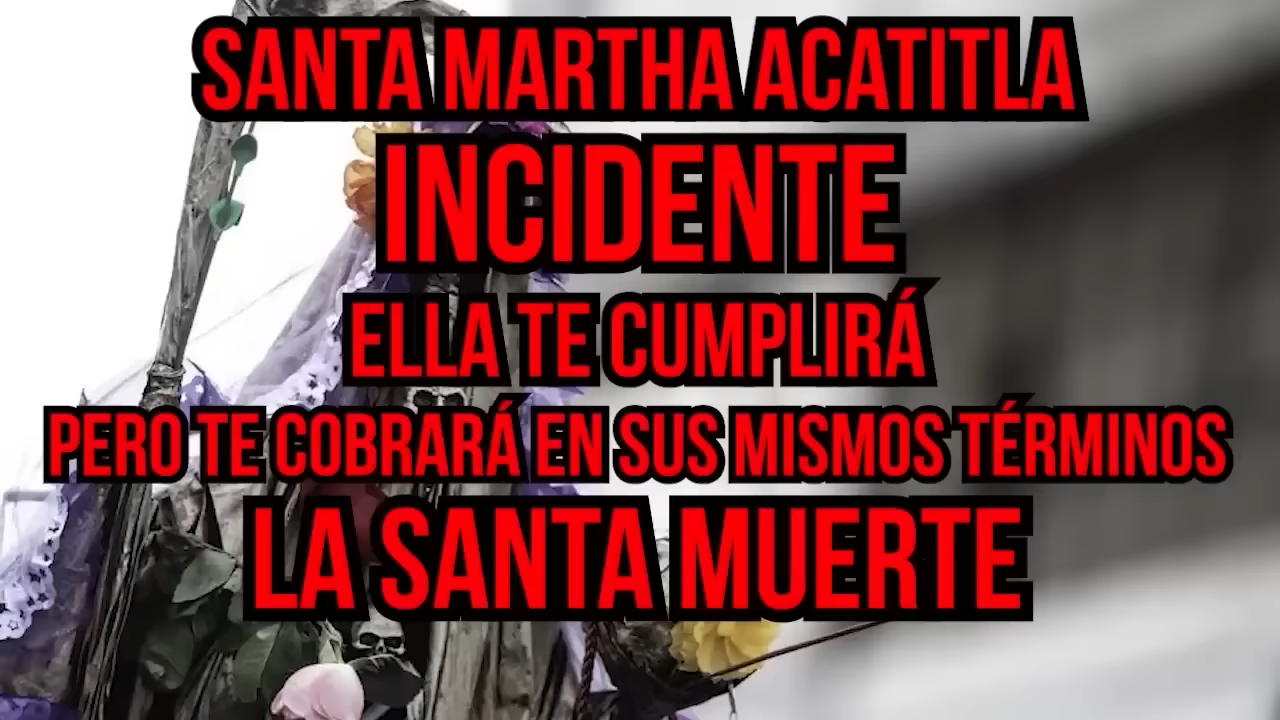 SANTA MARTHA ACATITLA
INCIDENTE
ELLA TE CUMPLIRÁ
PERO TE COBRARÁ EN SUS MISMOS TÉRMINOS
LA SANTA MUERTE